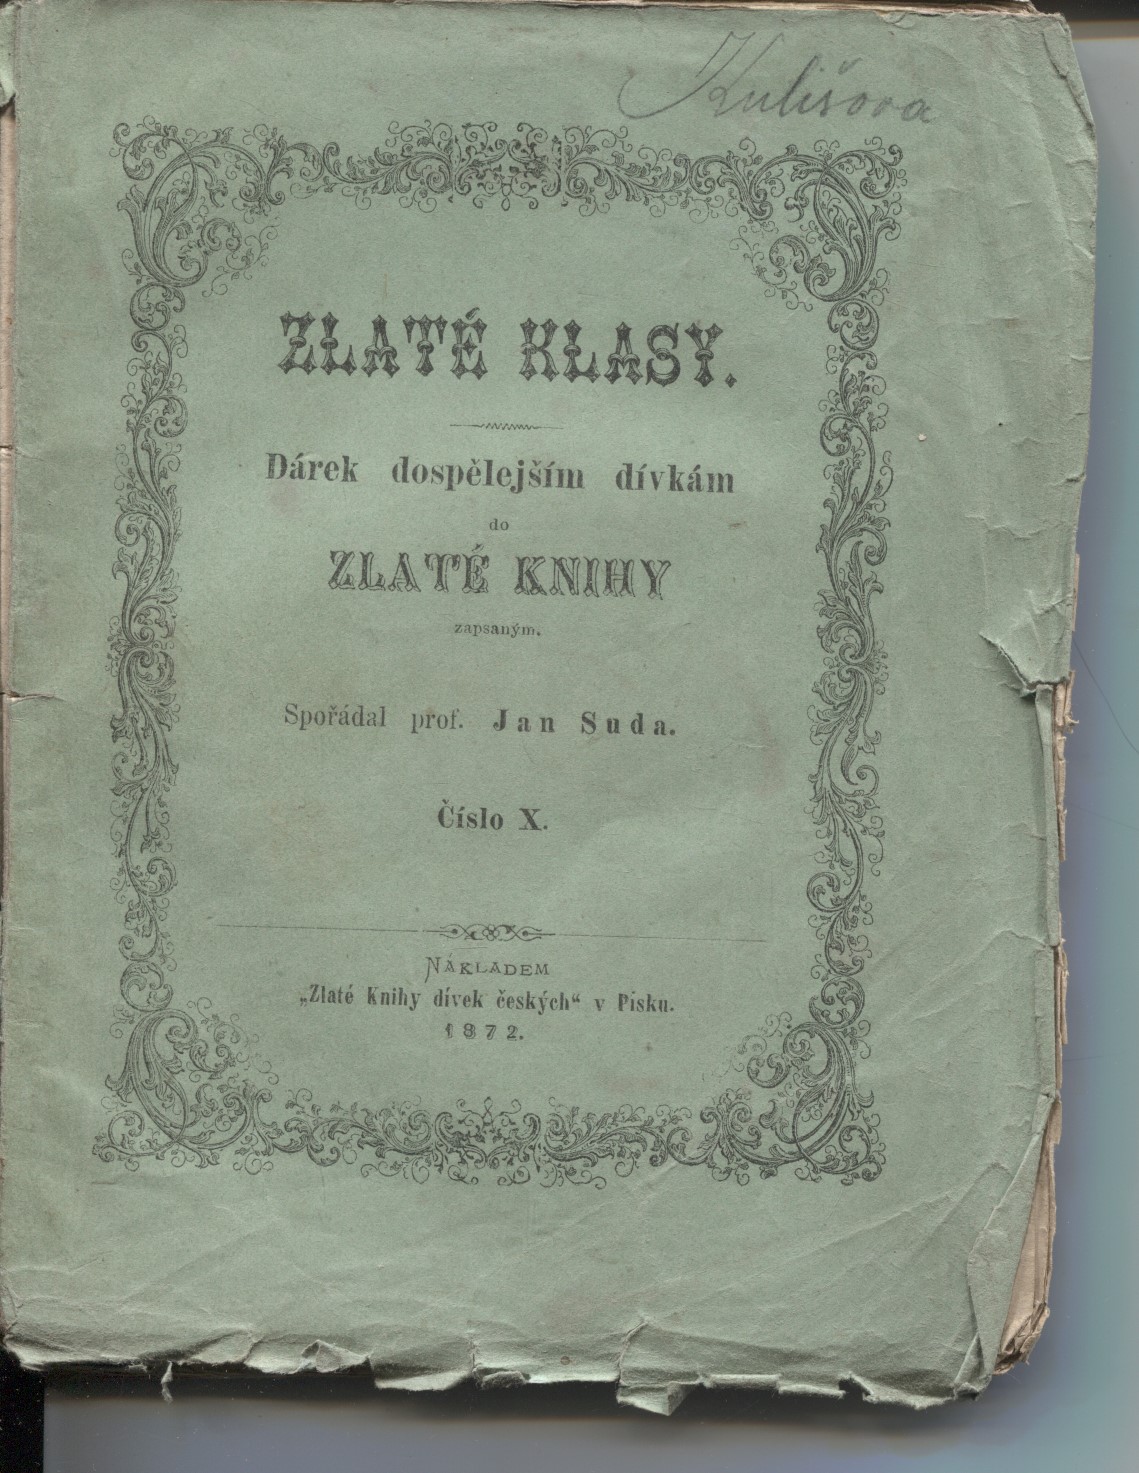 Kulišova
ZLATÉ KLASY.
Dárek dospělejším dívkám
do
ZLATÉ KNIHY
zapsaným.
Spořádal prof. Jan Suda.
Číslo X.
NÁKLADEM
„Zlaté Knihy dívek českých“ v Písku.
1872.